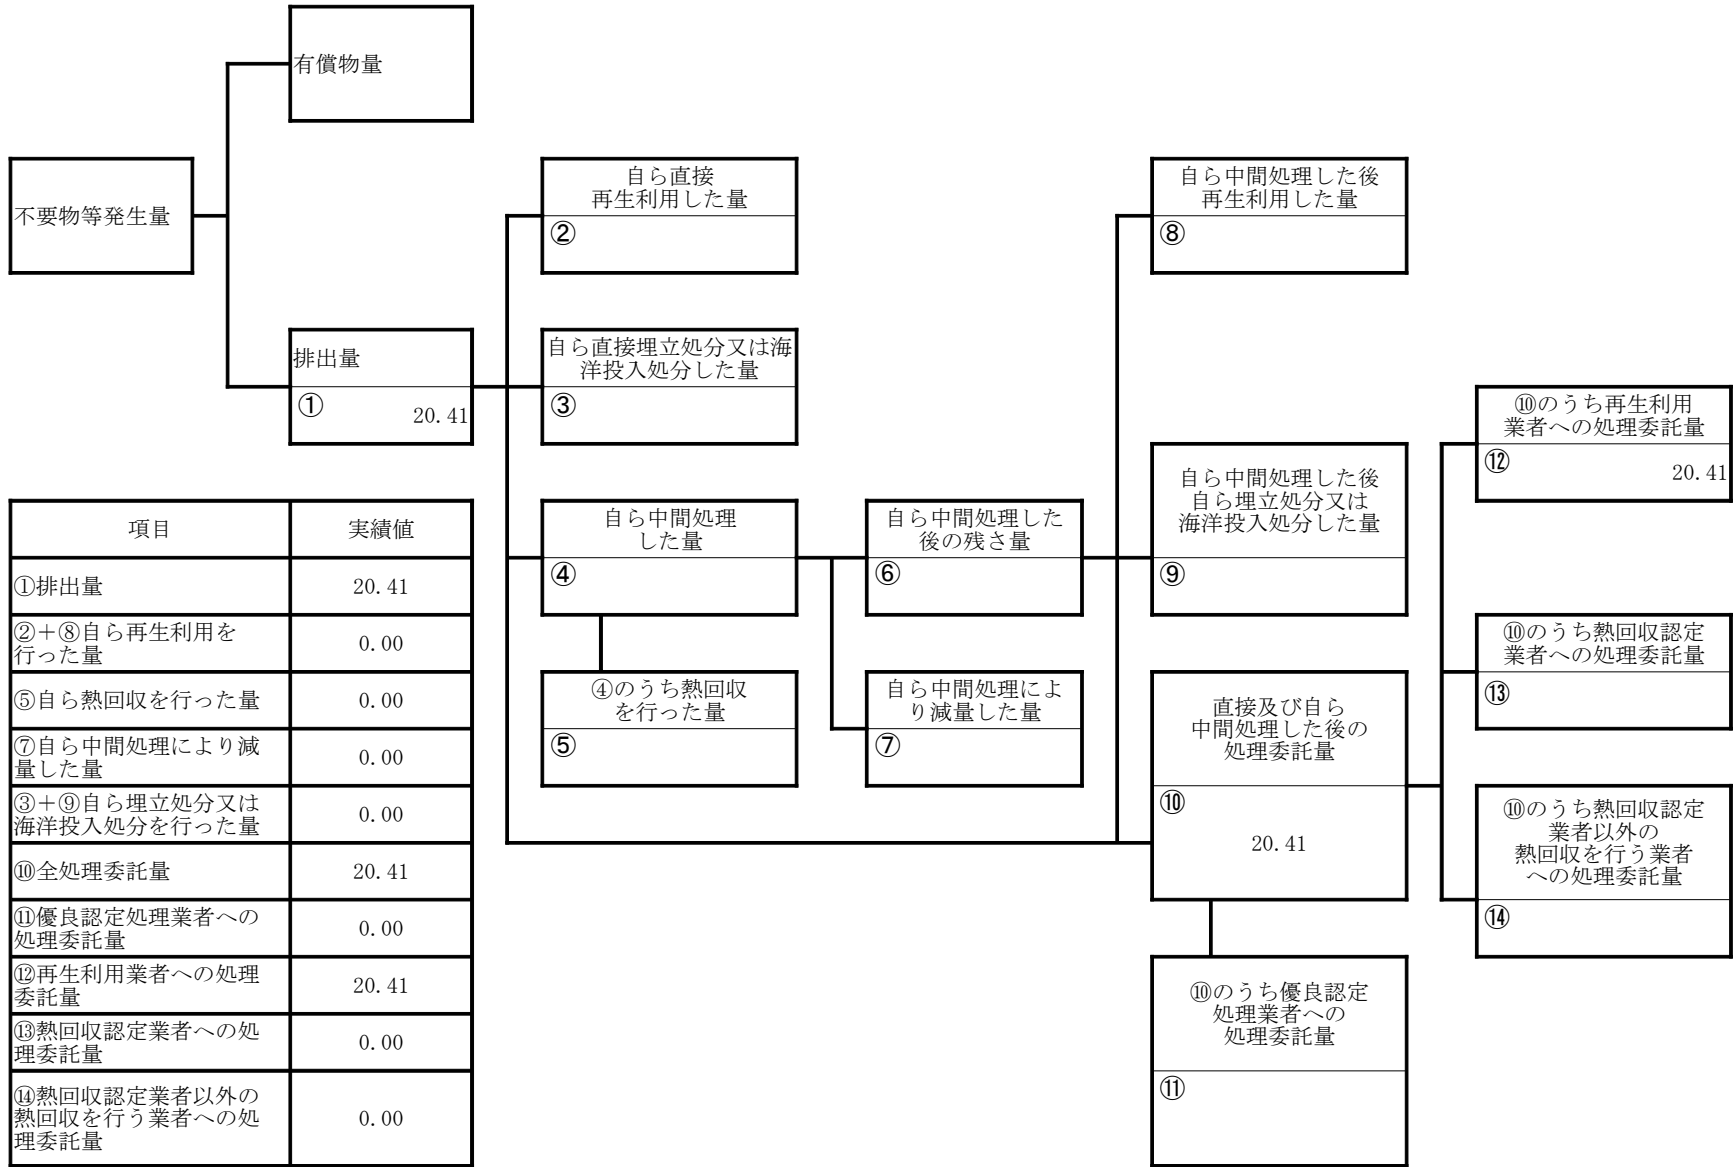 有償物量
不要物等発生量
自ら直接
再生利用した量
②
自ら中間処理した後
再生利用した量
⑧
排出量
① 20.41
自ら直接埋立処分又は海
洋投入処分した量
③
⑩のうち再生利用
業者への処理委託量
⑫ 20.41
自ら中間処理した後
自ら埋立処分又は
海洋投入処分した量
⑨
自ら中間処理
した量
④
自ら中間処理した
後の残さ量
⑥
⑩のうち熱回収認定
業者への処理委託量
⑬
④のうち熱回収
を行った量
⑤
自ら中間処理によ
り減量した量
⑦
直接及び自ら
中間処理した後の
処理委託量
⑩
20.41
⑩のうち熱回収認定
業者以外の
熱回収を行う業者
への処理委託量
⑭
⑩のうち優良認定
処理業者への
処理委託量
⑪
項目 実績値
①排出量 20.41
②+⑧自ら再生利用を
行った量 0.00
⑤自ら熱回収を行った量 0.00
⑦自ら中間処理により減
量した量 0.00
③+⑨自ら埋立処分又は
海洋投入処分を行った量 0.00
⑩全処理委託量 20.41
⑪優良認定処理業者への
処理委託量 0.00
⑫再生利用業者への処理
委託量 20.41
⑬熱回収認定業者への処
理委託量 0.00
⑭熱回収認定業者以外の
熱回収を行う業者への処
理委託量 0.00